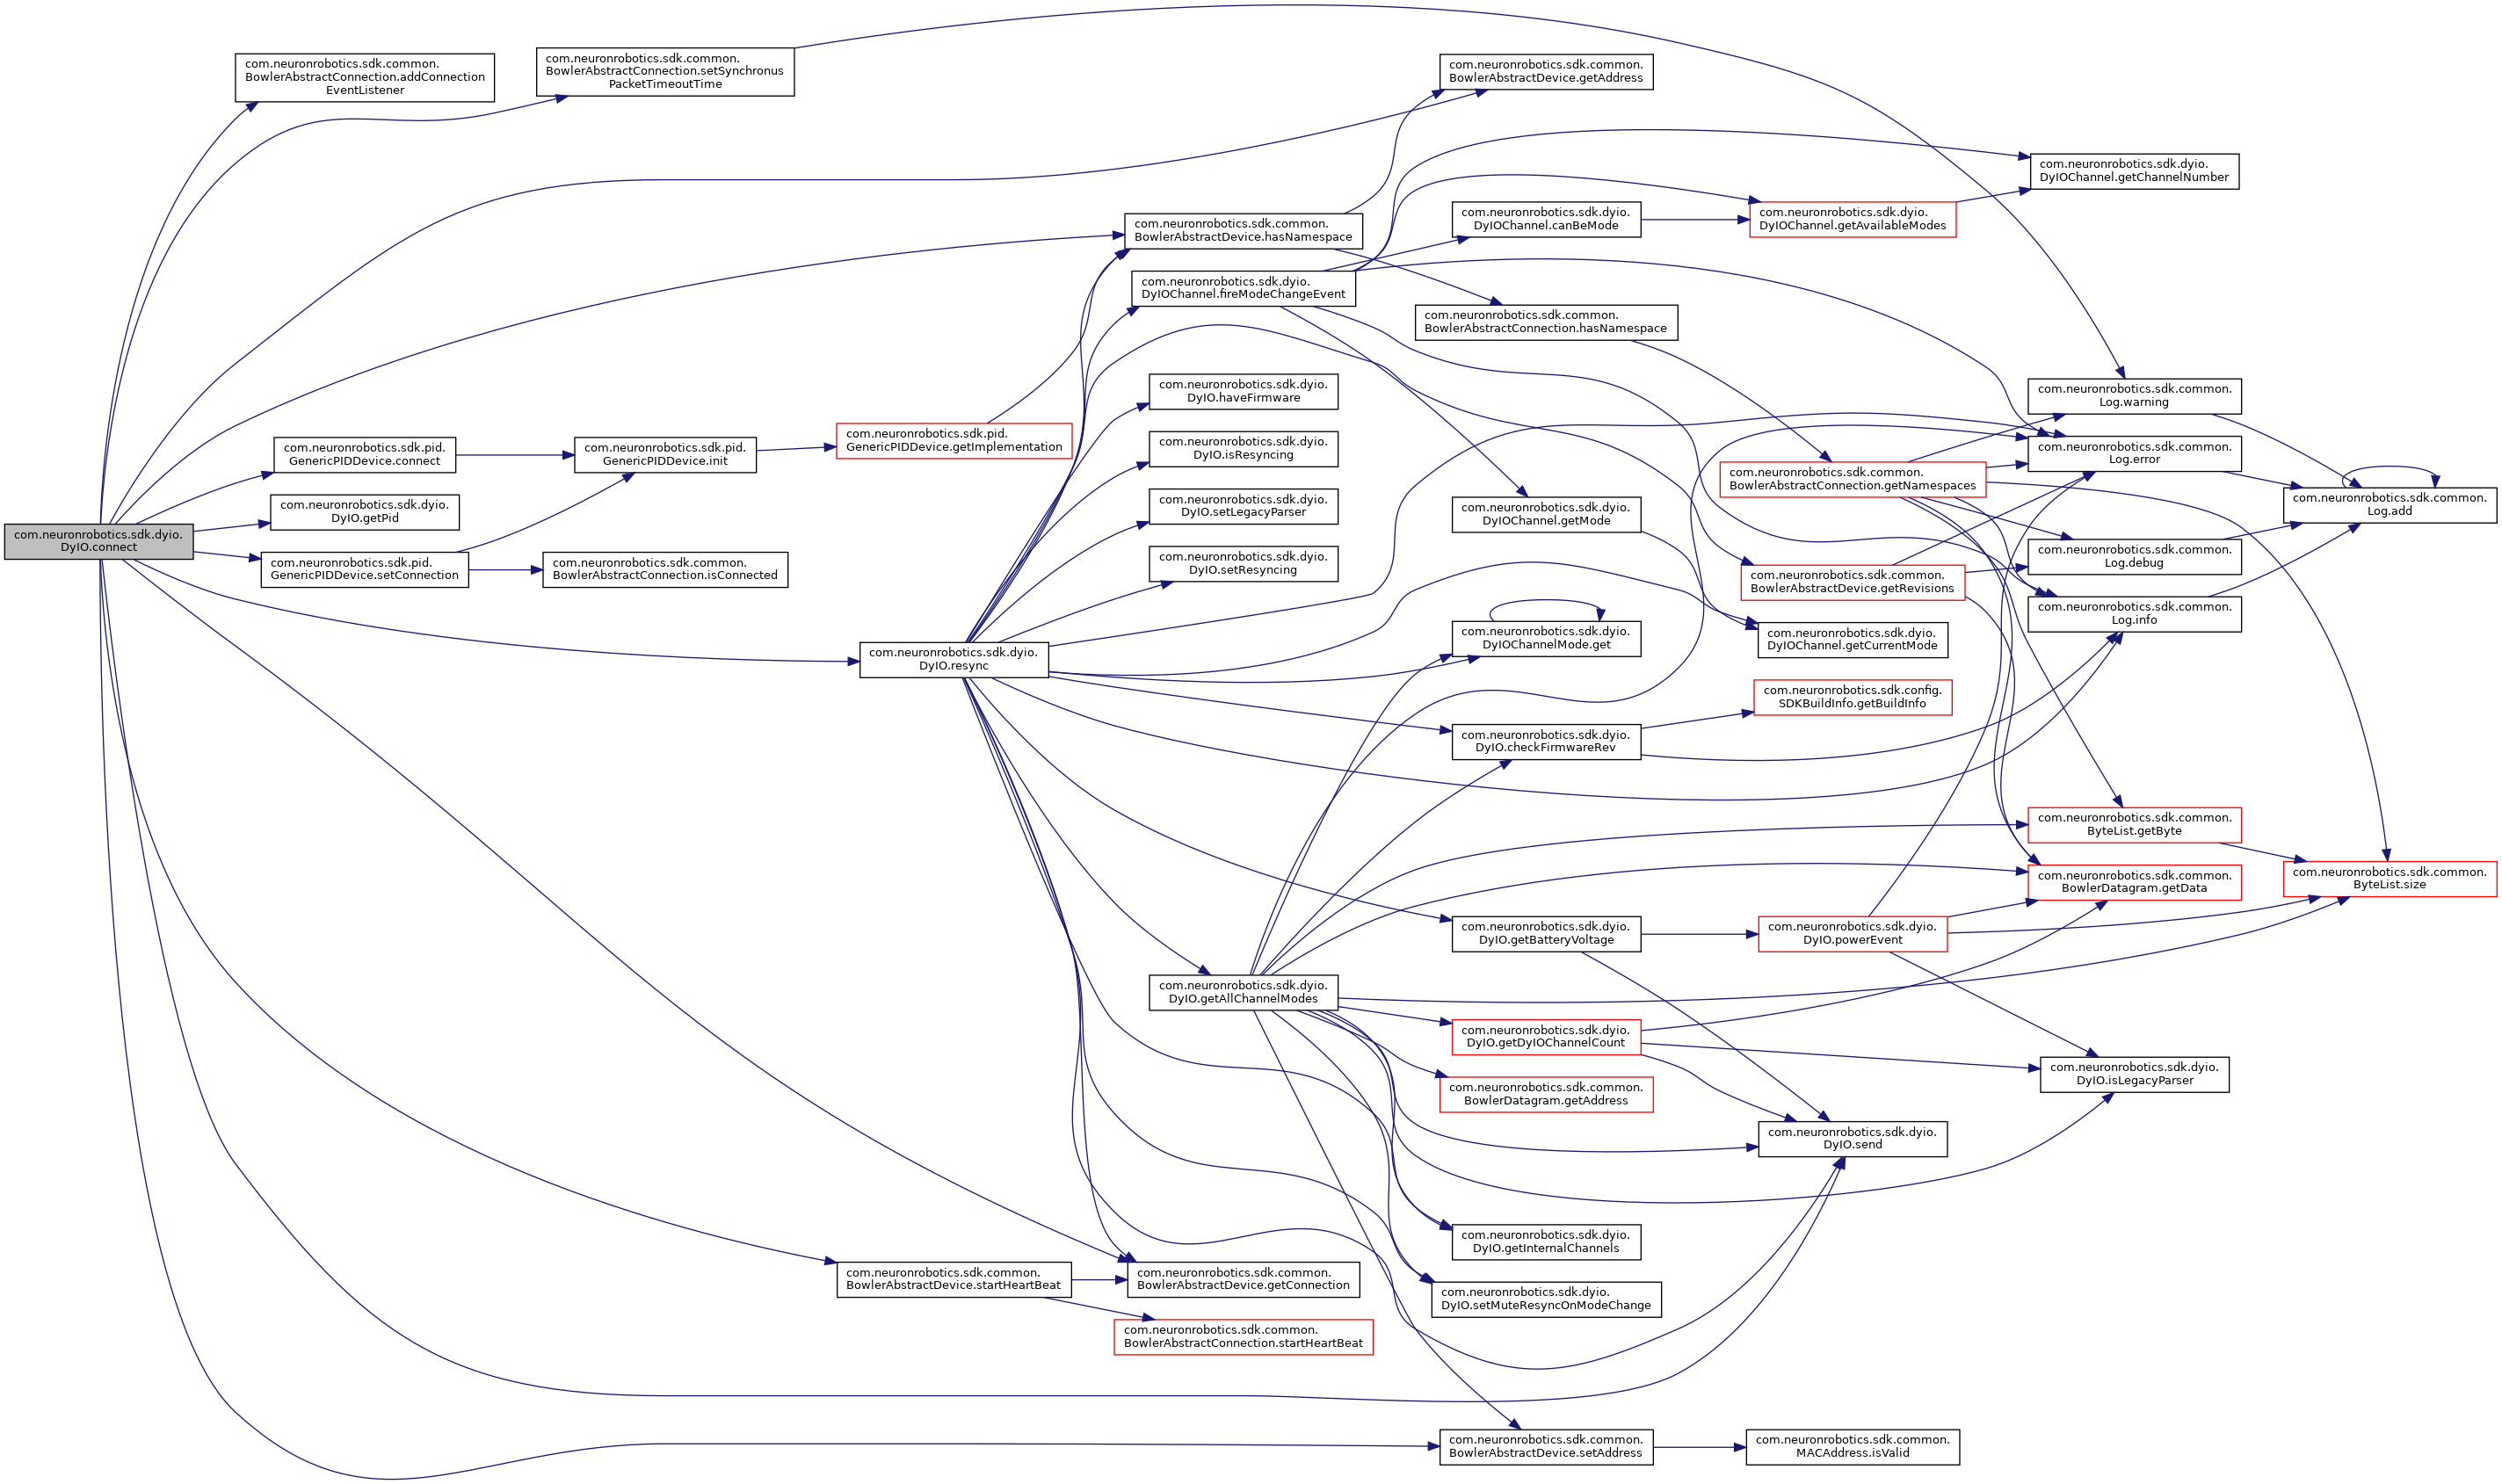 com.neuronrobotics.sdk.dyio.
DyIO.connect
com.neuronrobotics.sdk.common.
BowlerAbstractConnection.addConnection
EventListener
com.neuronrobotics.sdk.common.
BowlerAbstractConnection.setSynchronus
PacketTimeoutTime
com.neuronrobotics.sdk.pid.
GenericPIDDevice.connect
com.neuronrobotics.sdk.dyio.
DyIO.getPid
com.neuronrobotics.sdk.pid.
GenericPIDDevice.setConnection
com.neuronrobotics.sdk.pid.
GenericPIDDevice.init
com.neuronrobotics.sdk.common.
BowlerAbstractConnection.isConnected
com.neuronrobotics.sdk.pid.
GenericPIDDevice.getImplementation
com.neuronrobotics.sdk.dyio.
DyIO.resync
com.neuronrobotics.sdk.common.
BowlerAbstractDevice.startHeartBeat
com.neuronrobotics.sdk.common.
BowlerAbstractDevice.hasNamespace
com.neuronrobotics.sdk.dyio.
DyIOChannel.fireModeChangeEvent
com.neuronrobotics.sdk.dyio.
DyIO.haveFirmware
com.neuronrobotics.sdk.dyio.
DyIO.isResyncing
com.neuronrobotics.sdk.dyio.
DyIO.setLegacyParser
com.neuronrobotics.sdk.dyio.
DyIO.setResyncing
com.neuronrobotics.sdk.dyio.
DyIO.getAllChannelModes
com.neuronrobotics.sdk.common.
BowlerAbstractDevice.getConnection
com.neuronrobotics.sdk.common.
BowlerAbstractConnection.startHeartBeat
com.neuronrobotics.sdk.common.
BowlerAbstractDevice.getAddress
com.neuronrobotics.sdk.dyio.
DyIOChannel.canBeMode
com.neuronrobotics.sdk.common.
BowlerAbstractConnection.hasNamespace
com.neuronrobotics.sdk.dyio.
DyIOChannel.getMode
com.neuronrobotics.sdk.dyio.
DyIOChannelMode.get
com.neuronrobotics.sdk.dyio.
DyIO.checkFirmwareRev
com.neuronrobotics.sdk.dyio.
DyIO.getBatteryVoltage
com.neuronrobotics.sdk.dyio.
DyIO.getDyIOChannelCount
com.neuronrobotics.sdk.common.
BowlerDatagram.getAddress
com.neuronrobotics.sdk.dyio.
DyIO.getInternalChannels
com.neuronrobotics.sdk.dyio.
DyIO.setMuteResyncOnModeChange
com.neuronrobotics.sdk.common.
BowlerAbstractDevice.setAddress
com.neuronrobotics.sdk.dyio.
DyIOChannel.getAvailableModes
com.neuronrobotics.sdk.common.
BowlerAbstractConnection.getNamespaces
com.neuronrobotics.sdk.common.
BowlerAbstractDevice.getRevisions
com.neuronrobotics.sdk.dyio.
DyIOChannel.getCurrentMode
com.neuronrobotics.sdk.config.
SDKBuildInfo.getBuildInfo
com.neuronrobotics.sdk.dyio.
DyIO.powerEvent
com.neuronrobotics.sdk.dyio.
DyIO.send
com.neuronrobotics.sdk.common.
MACAddress.isValid
com.neuronrobotics.sdk.dyio.
DyIOChannel.getChannelNumber
com.neuronrobotics.sdk.common.
Log.warning
com.neuronrobotics.sdk.common.
Log.error
com.neuronrobotics.sdk.common.
Log.debug
com.neuronrobotics.sdk.common.
Log.info
com.neuronrobotics.sdk.common.
ByteList.getByte
com.neuronrobotics.sdk.common.
BowlerDatagram.getData
com.neuronrobotics.sdk.dyio.
DyIO.isLegacyParser
com.neuronrobotics.sdk.common.
Log.add
com.neuronrobotics.sdk.common.
ByteList.size